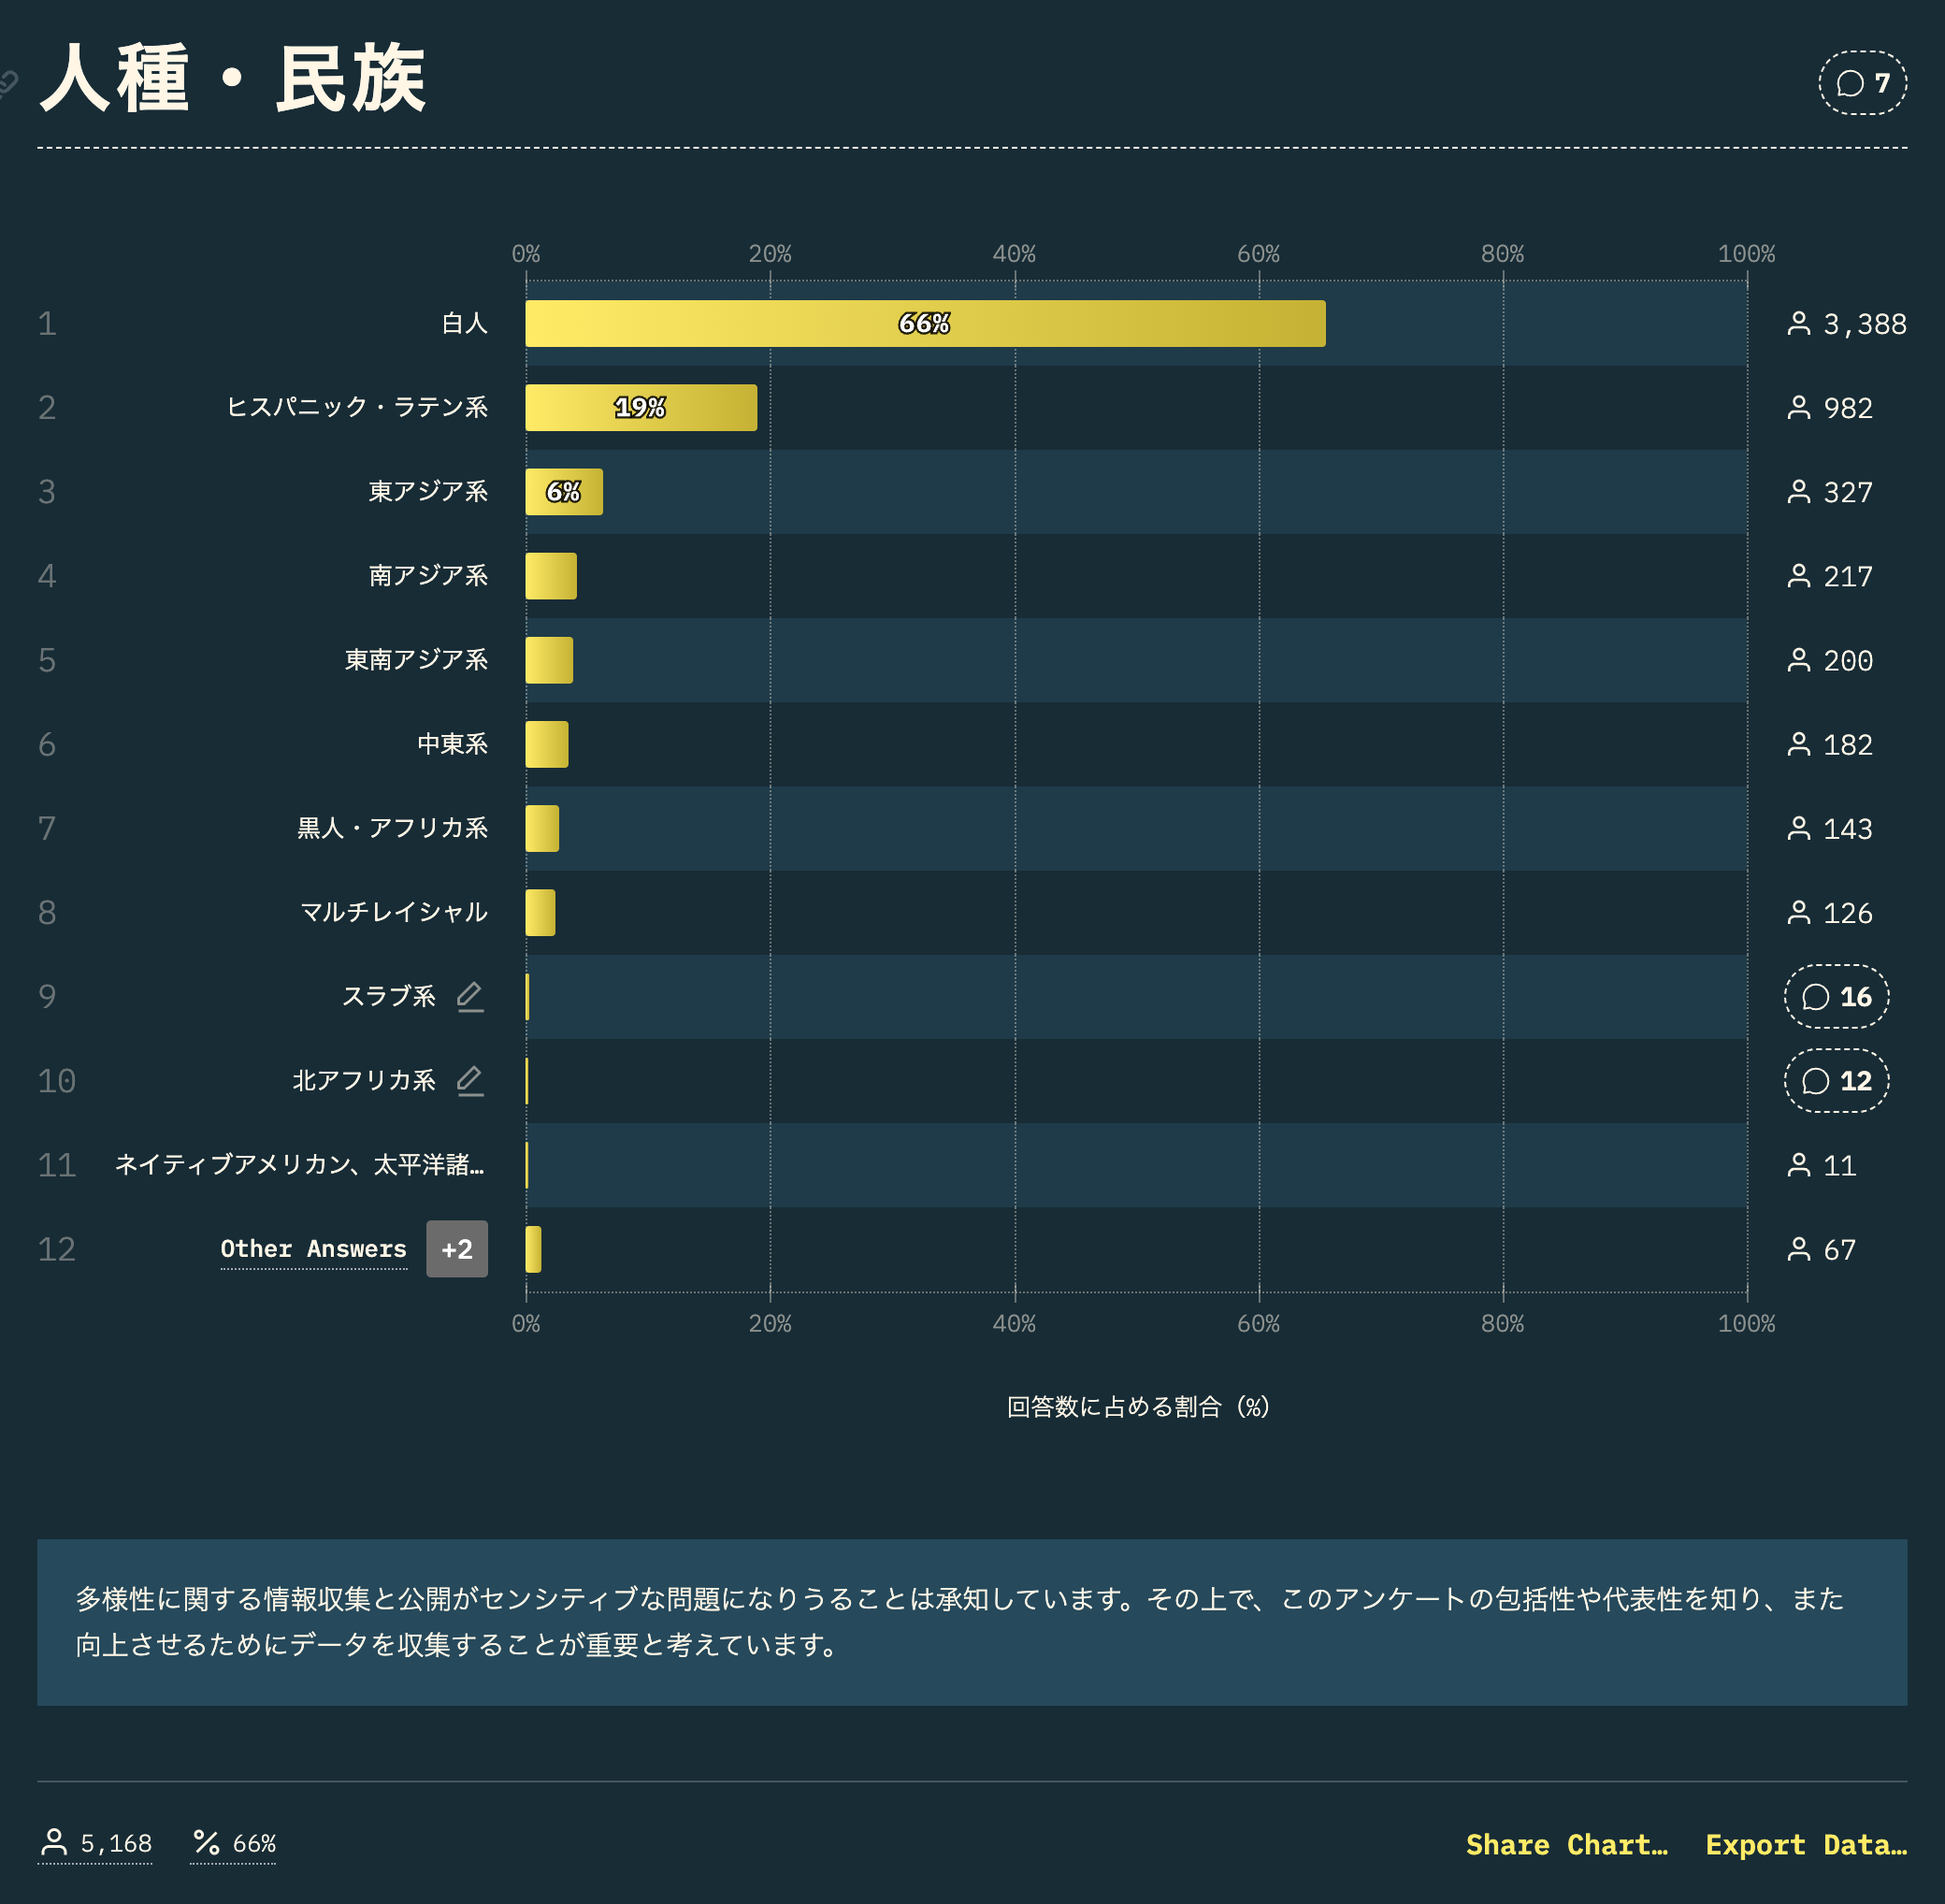 人種・民族
7
0% 20% 40% 60% 80% 100%
1 白人 66% 3,388
2 ヒスパニック・ラテン系 19% 982
3 東アジア系 6% 327
4 南アジア系 217
5 東南アジア系 200
6 中東系 182
7 黒人・アフリカ系 143
8 マルチレイシャル 126
9 スラブ系 16
10 北アフリカ系 12
11 ネイティブアメリカン、太平洋諸… 11
12 Other Answers +2 67
0% 20% 40% 60% 80% 100%
回答数に占める割合 (%)
多様性に関する情報収集と公開がセンシティブな問題になりうることは承知しています。その上で、このアンケートの包括性や代表性を知り、また
向上させるためにデータを収集することが重要と考えています。
5,168 66% Share Chart… Export Data…